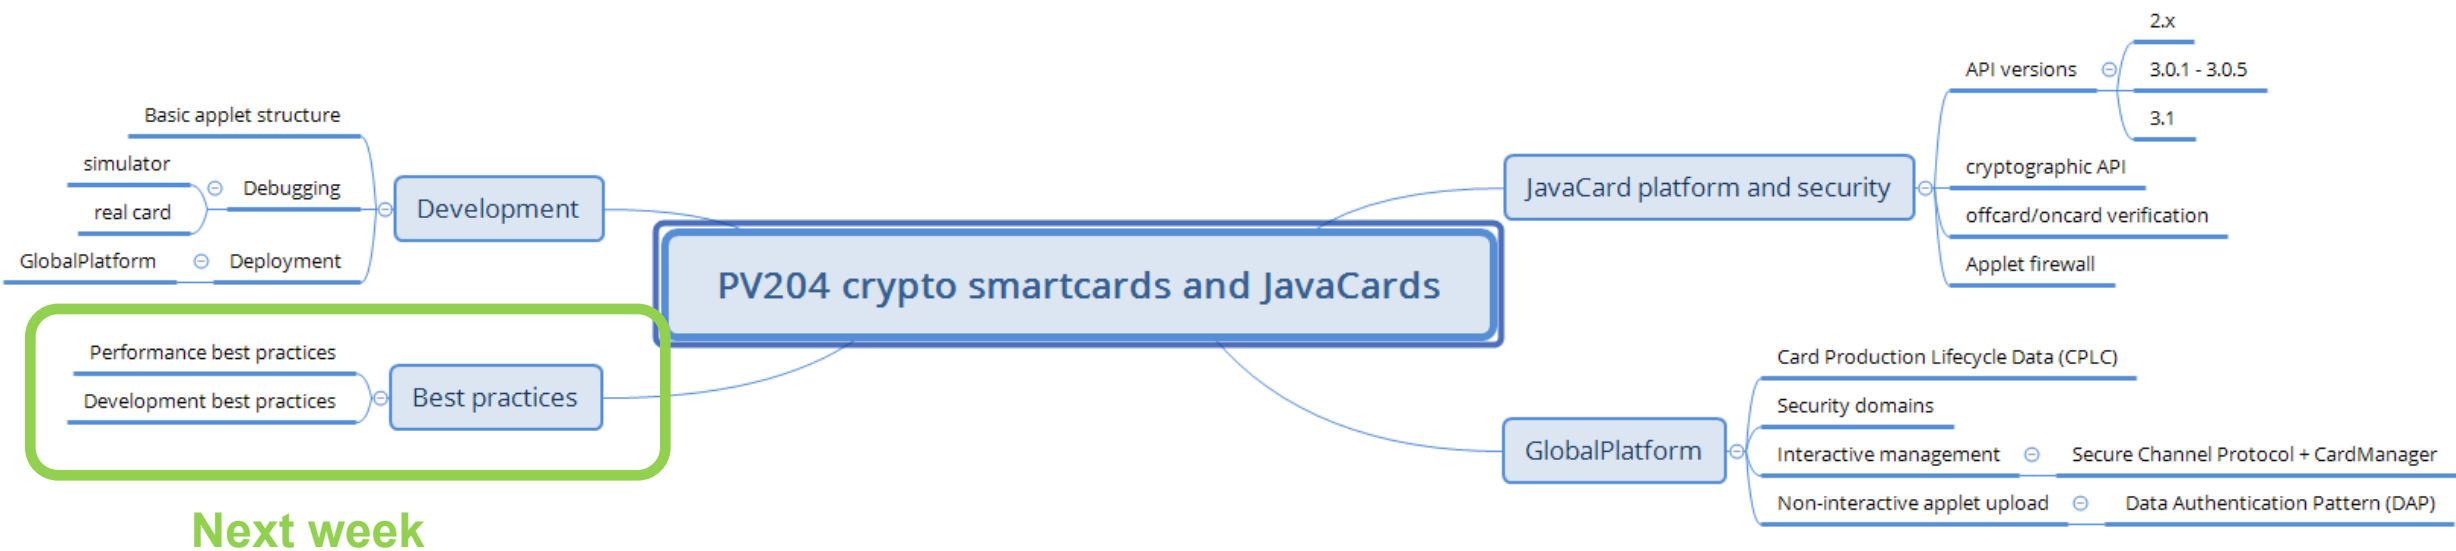 PV204 crypto smartcards and JavaCards
Development
Basic applet structure
Debugging
simulator
real card
Deployment
GlobalPlatform
Best practices
Performance best practices
Development best practices
Next week
JavaCard platform and security
API versions
2.x
3.0.1 - 3.0.5
3.1
cryptographic API
offcard/oncard verification
Applet firewall
GlobalPlatform
Card Production Lifecycle Data (CPLC)
Security domains
Interactive management
Secure Channel Protocol + CardManager
Non-interactive applet upload
Data Authentication Pattern (DAP)